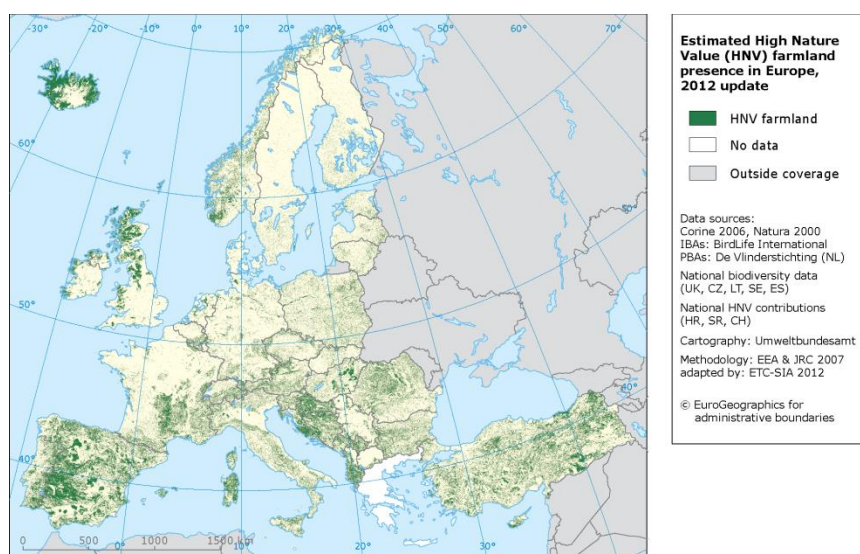 -30° -20° -10° 0° 10° 20° 30° 40° 50° 60° 70°
60°
50°
50°
40°
40°
0 500 1000 1500 km
0° 10° 20° 30°
Estimated High Nature
Value (HNV) farmland
presence in Europe,
2012 update
HNV farmland
No data
Outside coverage
Data sources:
Corine 2006, Natura 2000
IBAs: BirdLife International
PBAs: De Vlinderstichting (NL)
National biodiversity data
(UK, CZ, LT, SE, ES)
National HNV contributions
(HR, SR, CH)
Cartography: Umweltbundesamt
Methodology: EEA & JRC 2007
adapted by: ETC-SIA 2012
© EuroGeographics for
administrative boundaries